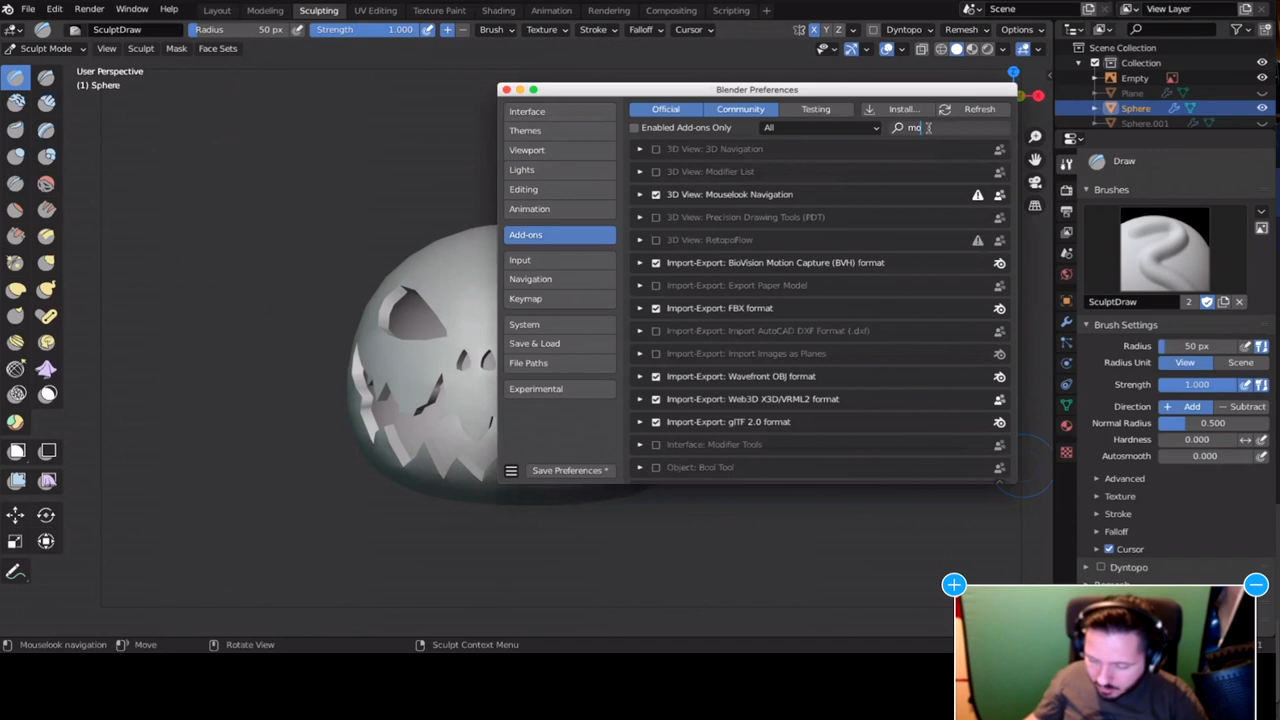 File Edit Render Window Help Layout Modeling Sculpting UV Editing Texture Paint Shading Animation Rendering Compositing Scripting + Scene View Layer
SculptDraw Radius 50 px Strength 1.000 + − Brush Texture Stroke Falloff Cursor X Y Z Dyntopo Remesh Options
Sculpt Mode View Sculpt Mask Face Sets
User Perspective
(1) Sphere
Blender Preferences
Interface
Themes
Viewport
Lights
Editing
Animation
Add-ons
Input
Navigation
Keymap
System
Save & Load
File Paths
Experimental
Save Preferences *
Official Community Testing Install... Refresh
Enabled Add-ons Only All mo
3D View: 3D Navigation
3D View: Modifier List
3D View: Mouselook Navigation
3D View: Precision Drawing Tools (PDT)
3D View: RetopoFlow
Import-Export: BioVision Motion Capture (BVH) format
Import-Export: Export Paper Model
Import-Export: FBX format
Import-Export: Import AutoCAD DXF Format (.dxf)
Import-Export: Import Images as Planes
Import-Export: Wavefront OBJ format
Import-Export: Web3D X3D/VRML2 format
Import-Export: glTF 2.0 format
Interface: Modifier Tools
Object: Bool Tool
Z
X
Scene Collection
Collection
Empty
Plane
Sphere
Sphere.001
Draw
Brushes
SculptDraw 2
Brush Settings
Radius 50 px
Radius Unit View Scene
Strength 1.000
Direction + Add − Subtract
Normal Radius 0.500
Hardness 0.000
Autosmooth 0.000
Advanced
Texture
Stroke
Falloff
Cursor
Dyntopo
Mouselook navigation Move Rotate View Sculpt Context Menu